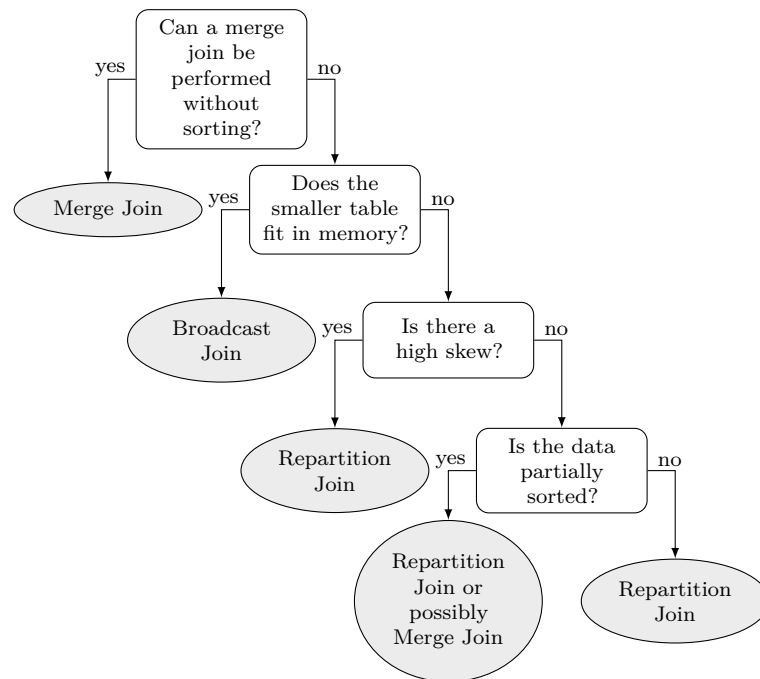 Can a merge
join be
performed
without
sorting?
yes
no
Merge Join
Does the
smaller table
fit in memory?
yes
no
Broadcast
Join
Is there a
high skew?
yes
no
Repartition
Join
Is the data
partially
sorted?
yes
no
Repartition
Join or
possibly
Merge Join
Repartition
Join